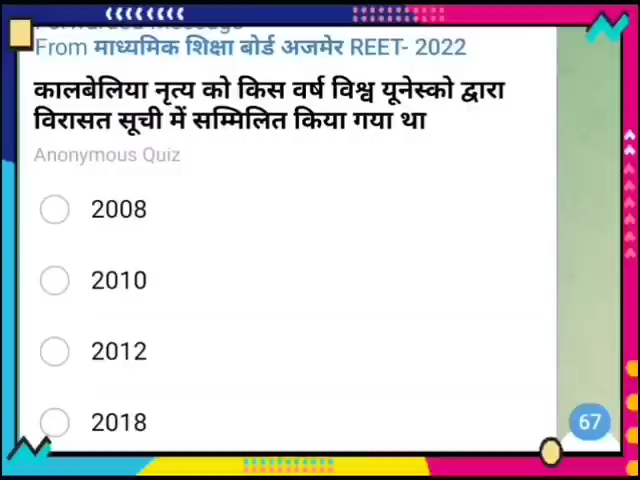 From माध्यमिक शिक्षा बोर्ड अजमेर REET- 2022
कालबेलिया नृत्य को किस वर्ष विश्व यूनेस्को द्वारा
विरासत सूची में सम्मिलित किया गया था
Anonymous Quiz
2008
2010
2012
2018
67